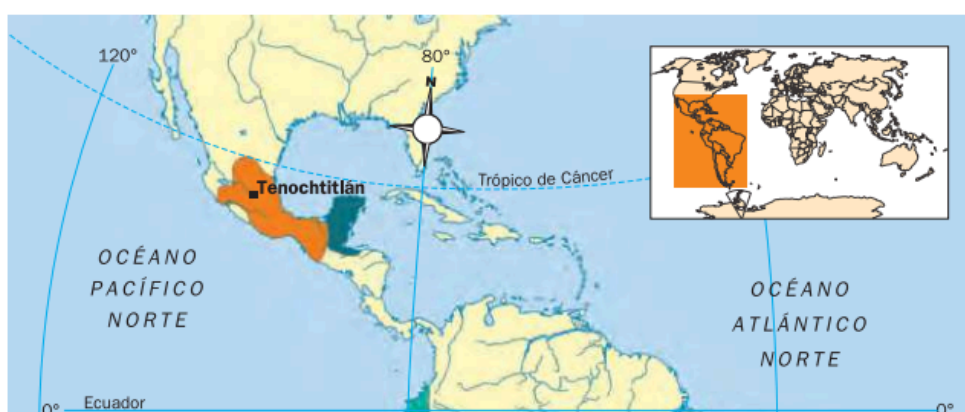 120°
80°
N
Trópico de Cáncer
Tenochtitlán
OCÉANO
PACÍFICO
NORTE
OCÉANO
ATLÁNTICO
NORTE
Ecuador
0°
0°